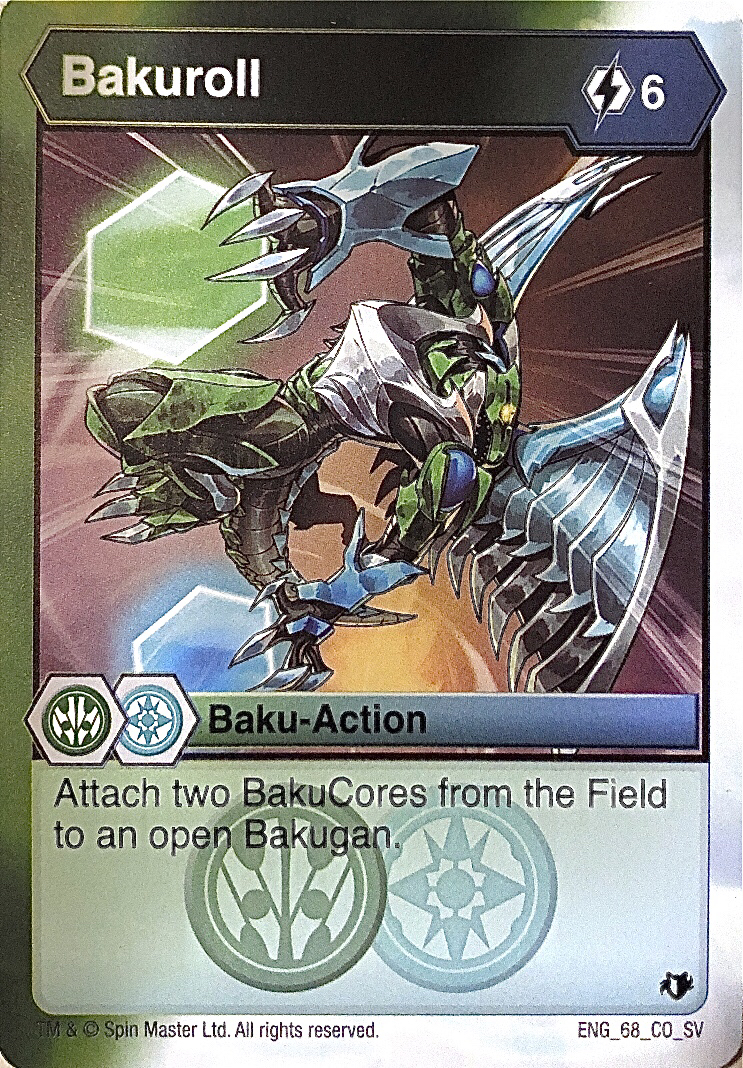 Bakuroll
6
Baku-Action
Attach two BakuCores from the Field
to an open Bakugan.
TM & © Spin Master Ltd. All rights reserved.
ENG_68_CO_SV